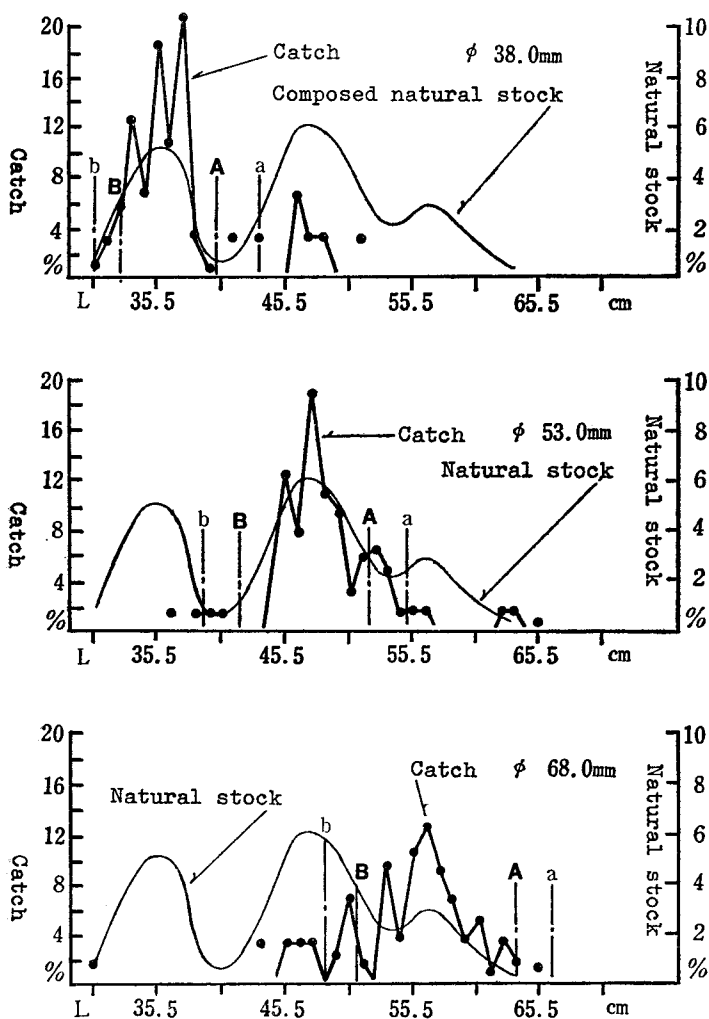 20 10
Catch φ 38.0mm
16 8
Composed natural stock
12 6
Catch b B 8 A a 4 Natural stock
4 2
% %
L 35.5 45.5 55.5 65.5 cm
20 10
16 Catch φ 53.0mm 8
Natural stock
12 6
Catch 8 b B A a 4 Natural stock
4 2
% %
L 35.5 45.5 55.5 65.5 cm
20 10
16 Catch φ 68.0mm 8
Natural stock
12 b 6
Catch 8 B A a 4 Natural stock
4 2
% %
L 35.5 45.5 55.5 65.5 cm